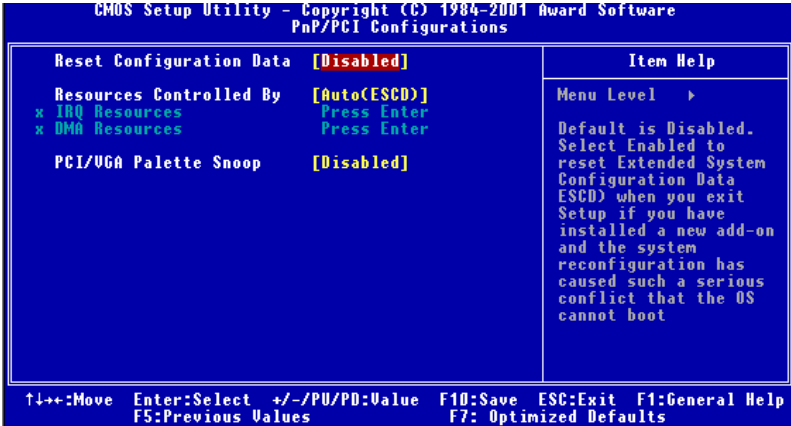 CMOS Setup Utility - Copyright (C) 1984-2001 Award Software
PnP/PCI Configurations
Reset Configuration Data [Disabled]
Resources Controlled By [Auto(ESCD)]
x IRQ Resources Press Enter
x DMA Resources Press Enter
PCI/VGA Palette Snoop [Disabled]
Item Help
Menu Level ▶
Default is Disabled.
Select Enabled to
reset Extended System
Configuration Data
ESCD) when you exit
Setup if you have
installed a new add-on
and the system
reconfiguration has
caused such a serious
conflict that the OS
cannot boot
↑↓→←:Move Enter:Select +/-/PU/PD:Value F10:Save ESC:Exit F1:General Help
F5:Previous Values F7: Optimized Defaults